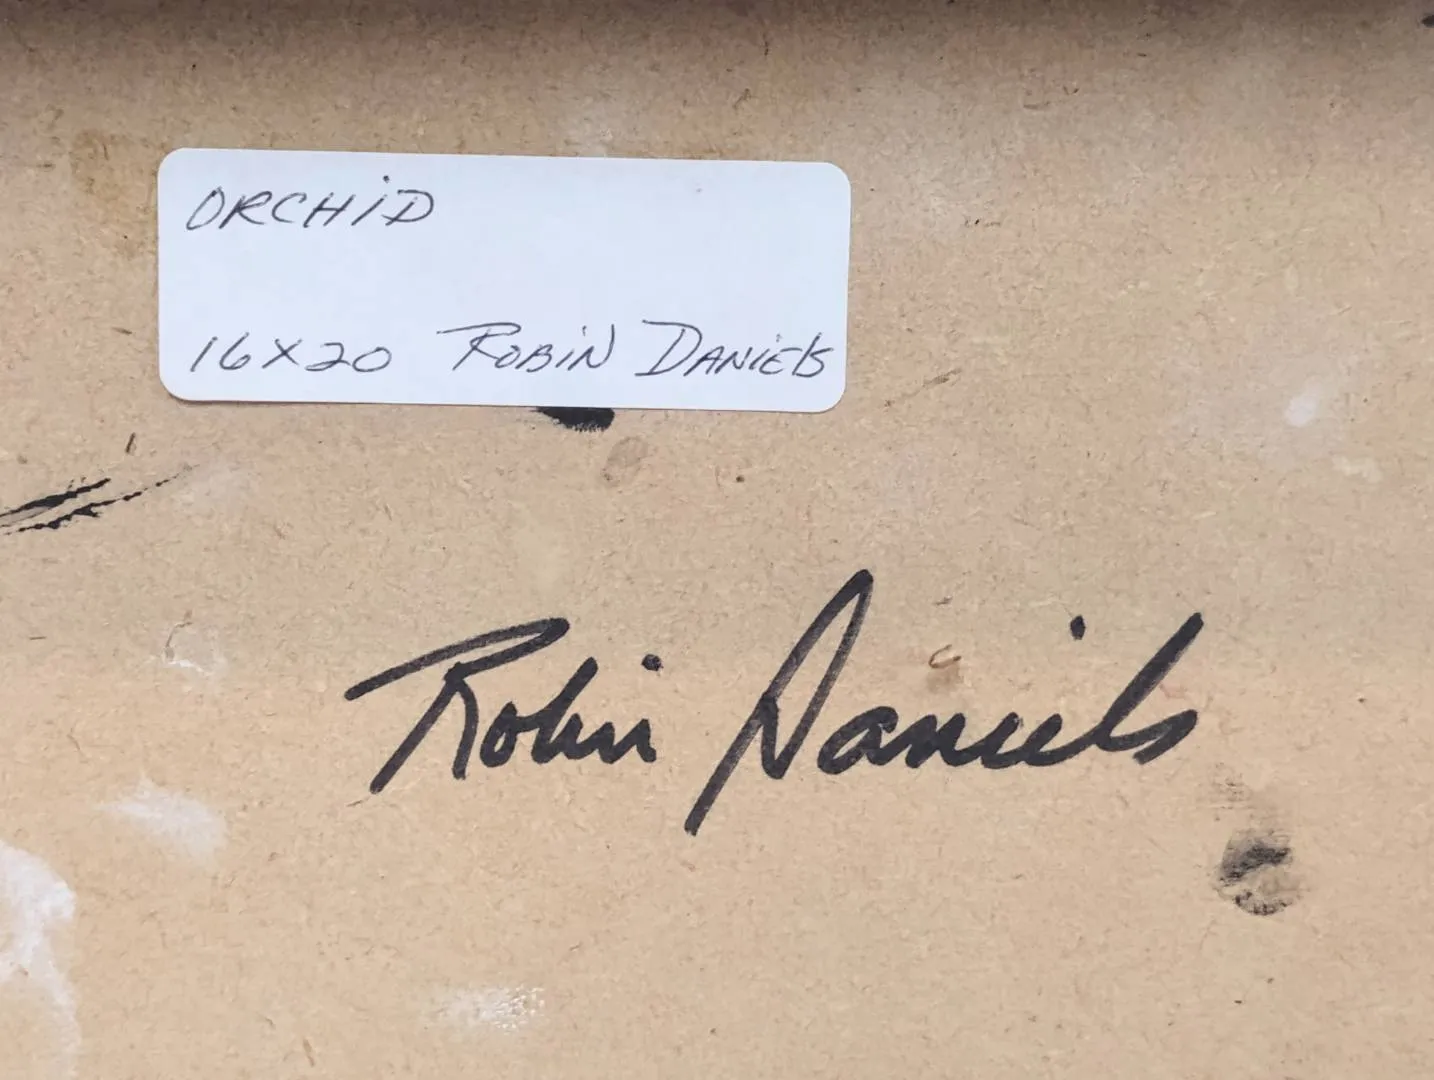 ORCHiD
16X20 ROBiN DANiELS
Robin Daniels